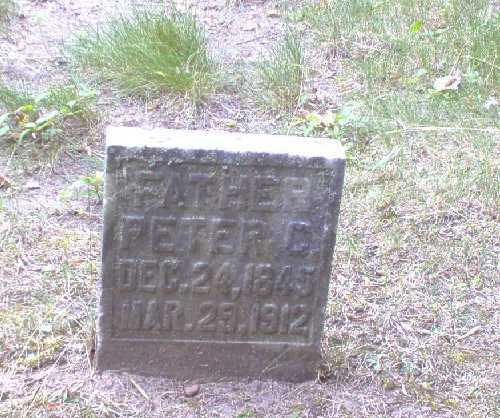 FATHER
PETER C.
DEC. 24, 1845
MAR. 29. 1912